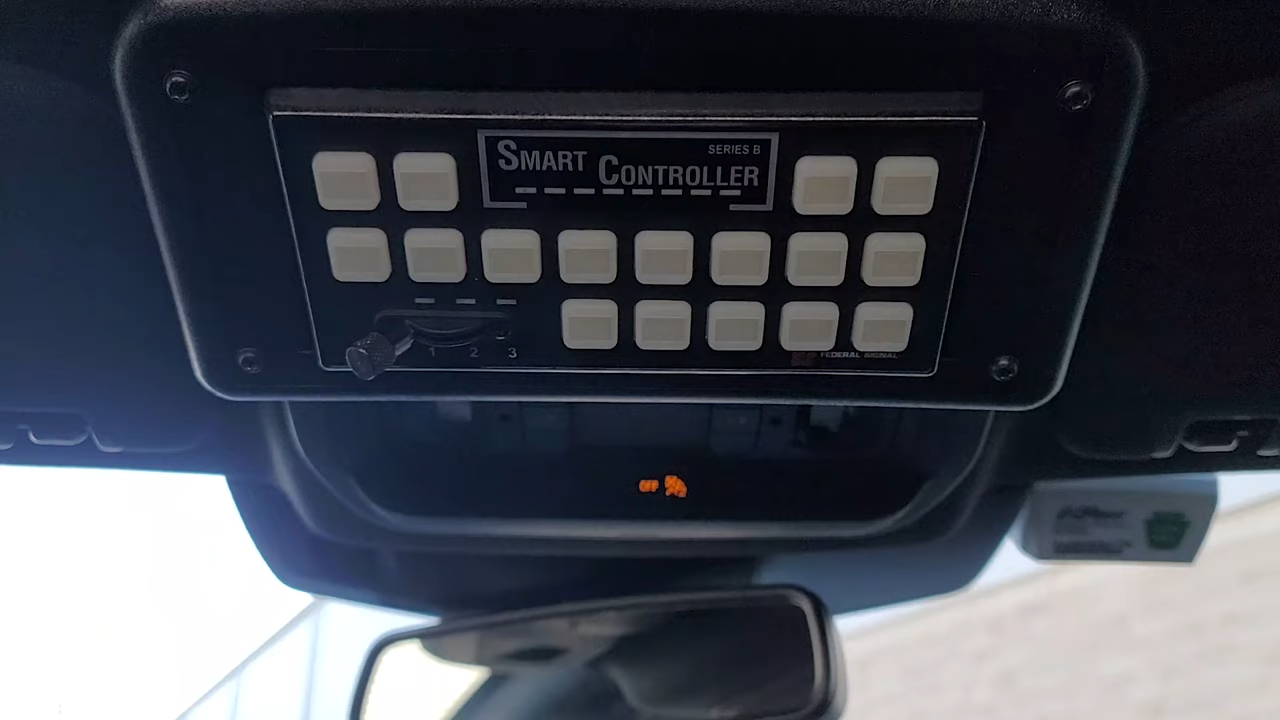 SMART CONTROLLER
SERIES B
1 2 3
FEDERAL SIGNAL